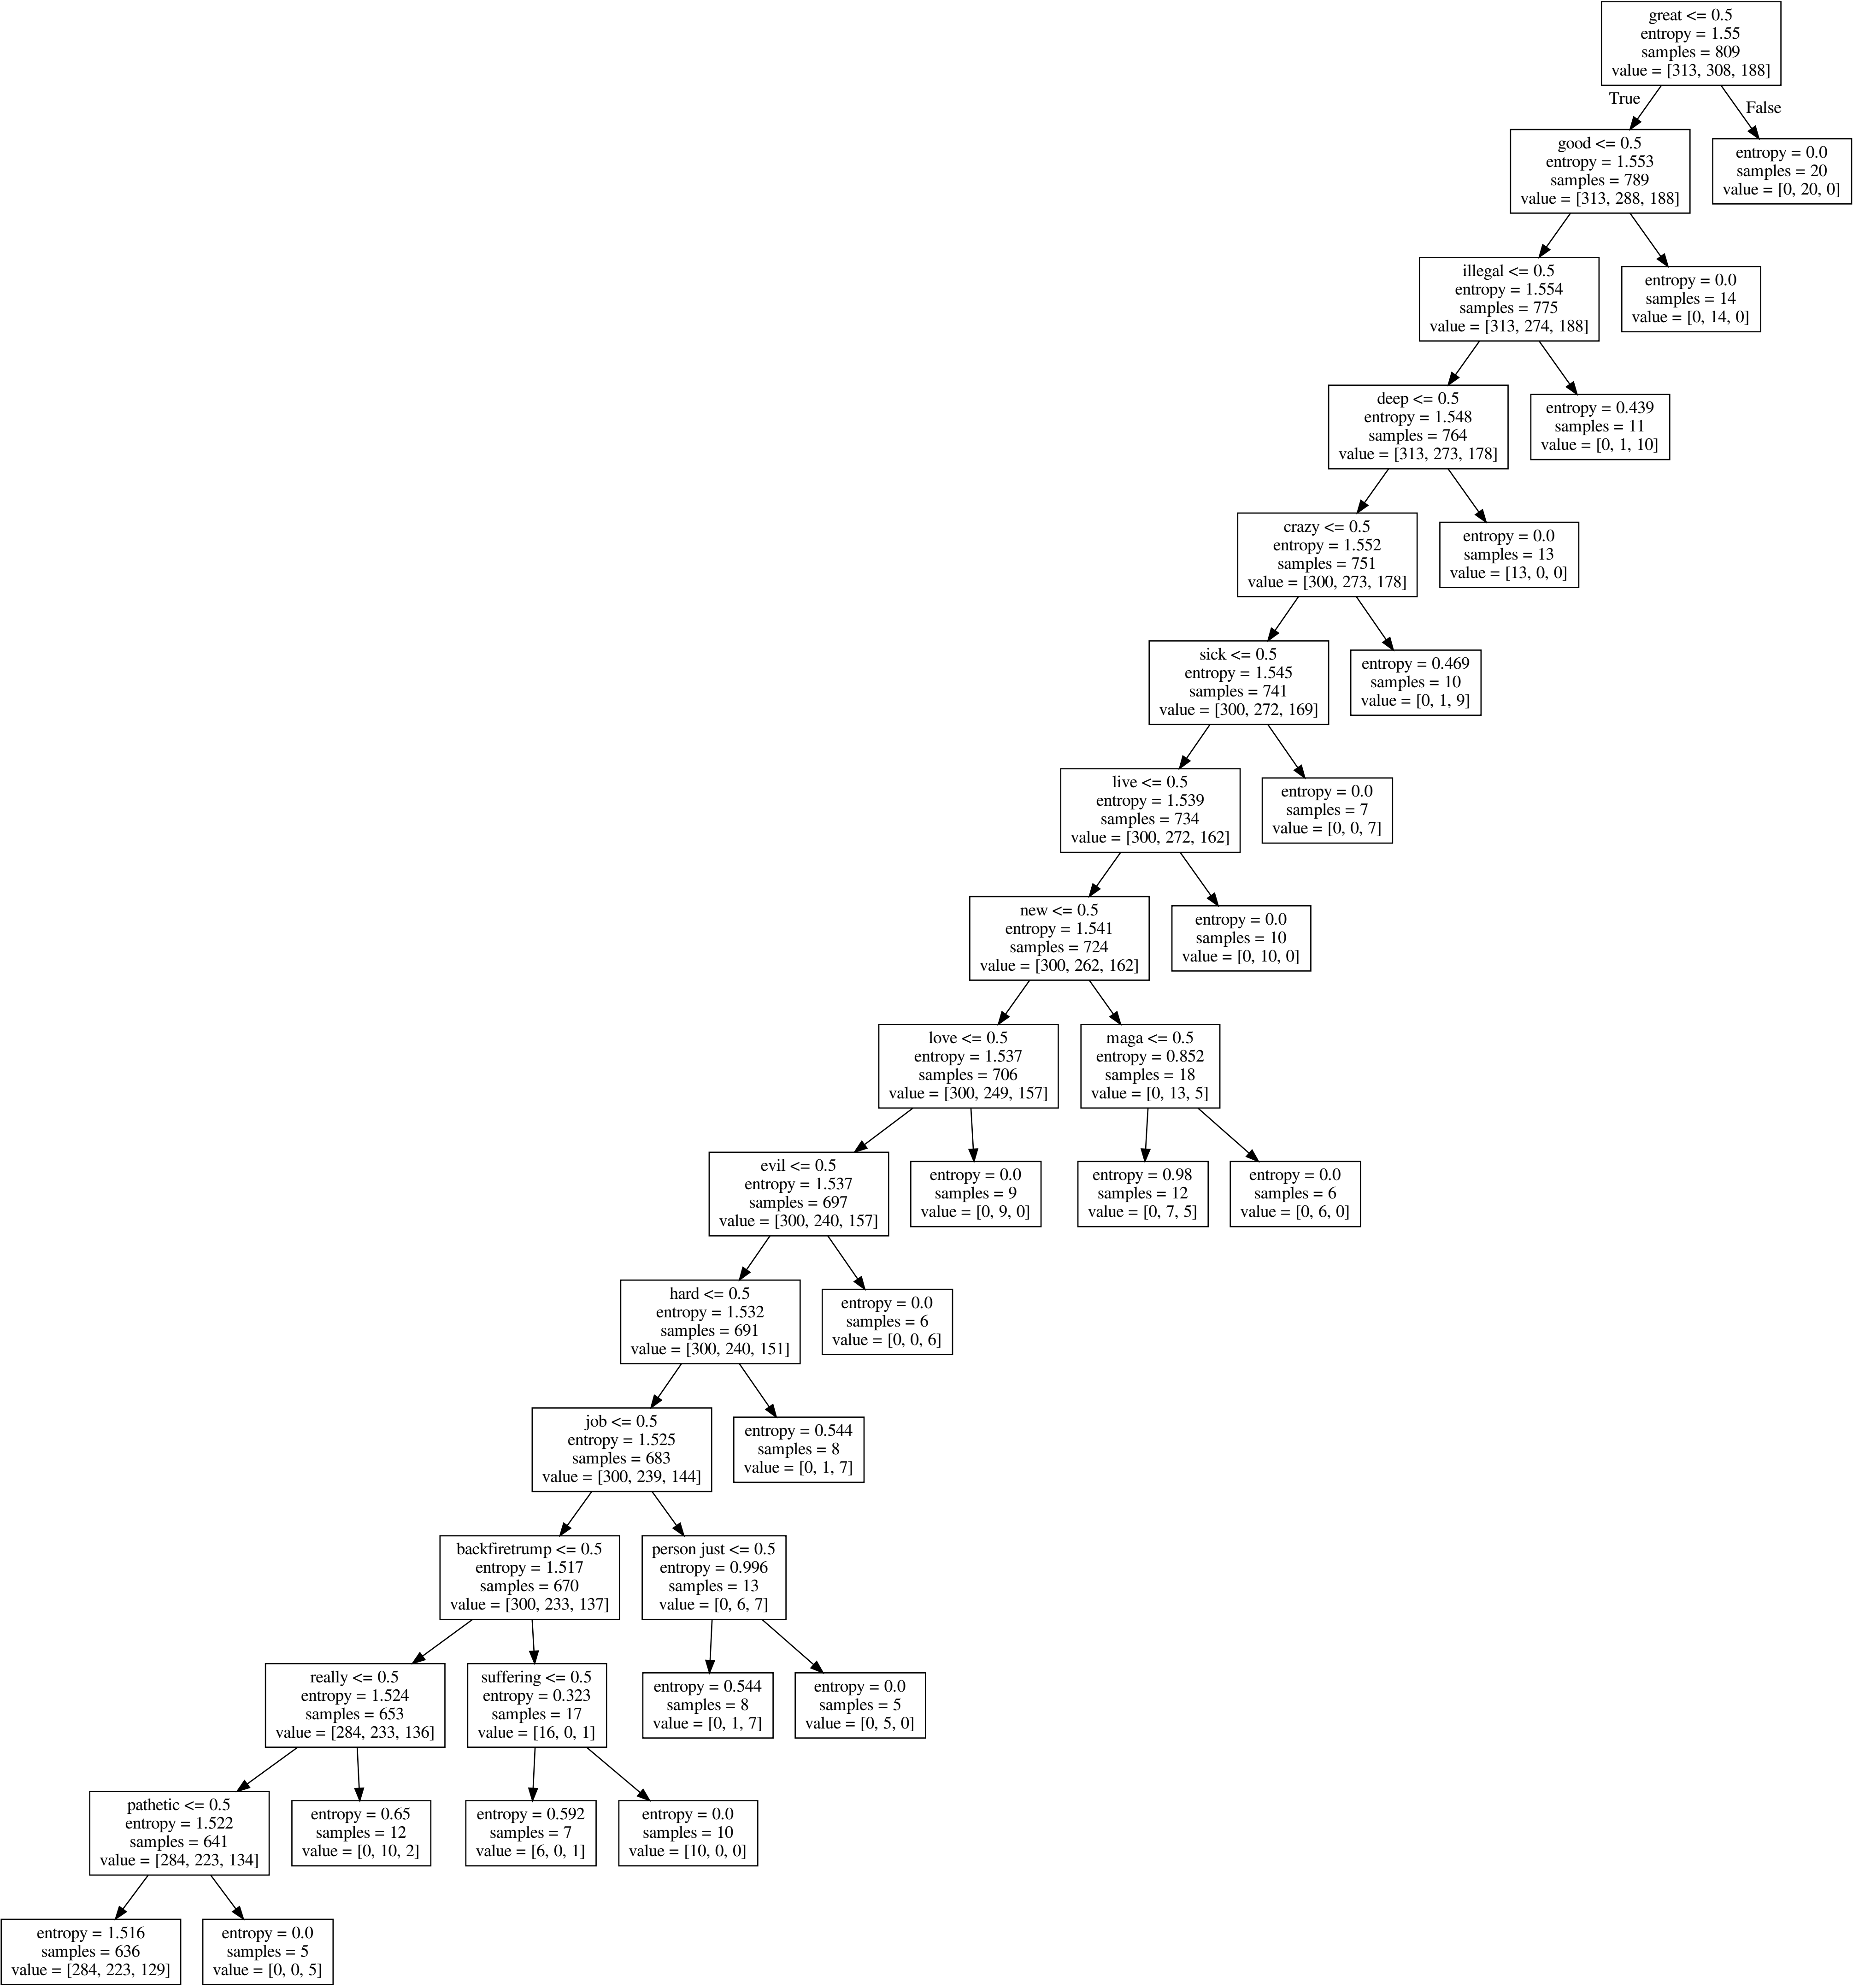 great <= 0.5
entropy = 1.55
samples = 809
value = [313, 308, 188]
True
False
good <= 0.5
entropy = 1.553
samples = 789
value = [313, 288, 188]
entropy = 0.0
samples = 20
value = [0, 20, 0]
illegal <= 0.5
entropy = 1.554
samples = 775
value = [313, 274, 188]
entropy = 0.0
samples = 14
value = [0, 14, 0]
deep <= 0.5
entropy = 1.548
samples = 764
value = [313, 273, 178]
entropy = 0.439
samples = 11
value = [0, 1, 10]
crazy <= 0.5
entropy = 1.552
samples = 751
value = [300, 273, 178]
entropy = 0.0
samples = 13
value = [13, 0, 0]
sick <= 0.5
entropy = 1.545
samples = 741
value = [300, 272, 169]
entropy = 0.469
samples = 10
value = [0, 1, 9]
live <= 0.5
entropy = 1.539
samples = 734
value = [300, 272, 162]
entropy = 0.0
samples = 7
value = [0, 0, 7]
new <= 0.5
entropy = 1.541
samples = 724
value = [300, 262, 162]
entropy = 0.0
samples = 10
value = [0, 10, 0]
love <= 0.5
entropy = 1.537
samples = 706
value = [300, 249, 157]
maga <= 0.5
entropy = 0.852
samples = 18
value = [0, 13, 5]
evil <= 0.5
entropy = 1.537
samples = 697
value = [300, 240, 157]
entropy = 0.0
samples = 9
value = [0, 9, 0]
entropy = 0.98
samples = 12
value = [0, 7, 5]
entropy = 0.0
samples = 6
value = [0, 6, 0]
hard <= 0.5
entropy = 1.532
samples = 691
value = [300, 240, 151]
entropy = 0.0
samples = 6
value = [0, 0, 6]
job <= 0.5
entropy = 1.525
samples = 683
value = [300, 239, 144]
entropy = 0.544
samples = 8
value = [0, 1, 7]
backfiretrump <= 0.5
entropy = 1.517
samples = 670
value = [300, 233, 137]
person just <= 0.5
entropy = 0.996
samples = 13
value = [0, 6, 7]
really <= 0.5
entropy = 1.524
samples = 653
value = [284, 233, 136]
suffering <= 0.5
entropy = 0.323
samples = 17
value = [16, 0, 1]
entropy = 0.544
samples = 8
value = [0, 1, 7]
entropy = 0.0
samples = 5
value = [0, 5, 0]
pathetic <= 0.5
entropy = 1.522
samples = 641
value = [284, 223, 134]
entropy = 0.65
samples = 12
value = [0, 10, 2]
entropy = 0.592
samples = 7
value = [6, 0, 1]
entropy = 0.0
samples = 10
value = [10, 0, 0]
entropy = 1.516
samples = 636
value = [284, 223, 129]
entropy = 0.0
samples = 5
value = [0, 0, 5]